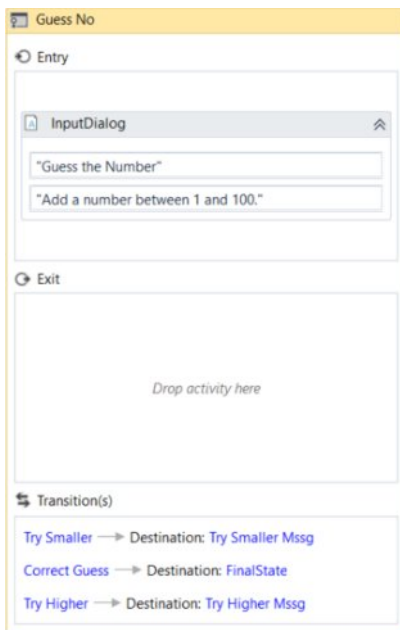 Guess No
Entry
InputDialog
"Guess the Number"
"Add a number between 1 and 100."
Exit
Drop activity here
Transition(s)
Try Smaller Destination: Try Smaller Mssg
Correct Guess Destination: FinalState
Try Higher Destination: Try Higher Mssg